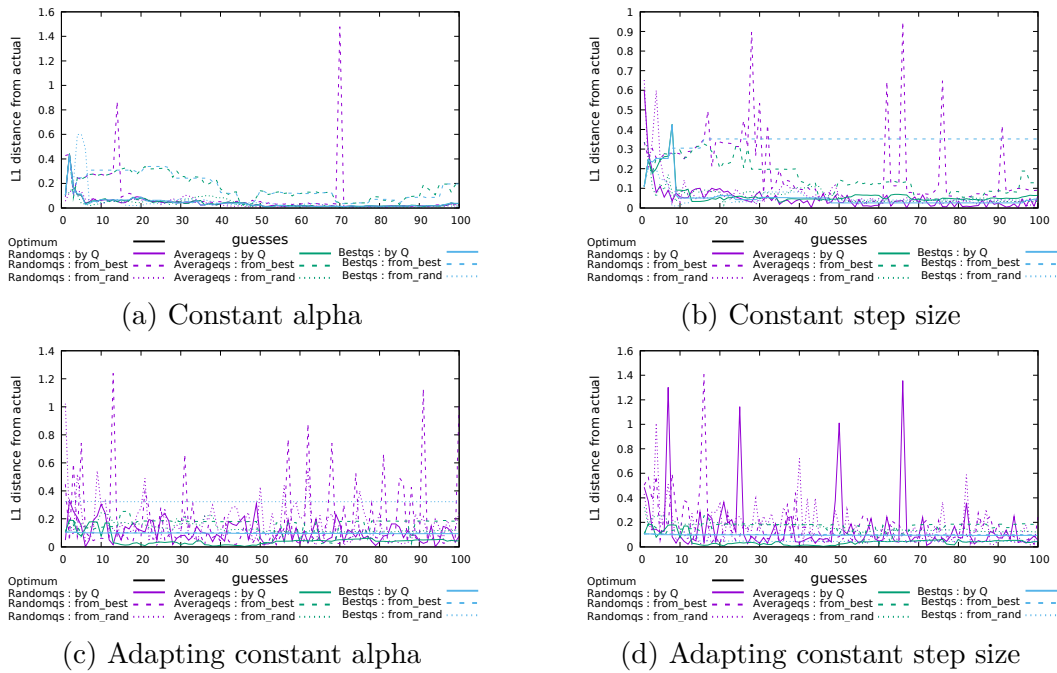 1.6
1.4
1.2
1
0.8
0.6
0.4
0.2
0
L1 distance from actual
0 10 20 30 40 50 60 70 80 90 100
guesses
Optimum
Randomqs : by Q Averageqs : by Q Bestqs : by Q
Randomqs : from_best Averageqs : from_best Bestqs : from_best
Randomqs : from_rand Averageqs : from_rand Bestqs : from_rand
(a) Constant alpha
1
0.9
0.8
0.7
0.6
0.5
0.4
0.3
0.2
0.1
0
L1 distance from actual
0 10 20 30 40 50 60 70 80 90 100
guesses
Optimum
Randomqs : by Q Averageqs : by Q Bestqs : by Q
Randomqs : from_best Averageqs : from_best Bestqs : from_best
Randomqs : from_rand Averageqs : from_rand Bestqs : from_rand
(b) Constant step size
1.4
1.2
1
0.8
0.6
0.4
0.2
0
L1 distance from actual
0 10 20 30 40 50 60 70 80 90 100
guesses
Optimum
Randomqs : by Q Averageqs : by Q Bestqs : by Q
Randomqs : from_best Averageqs : from_best Bestqs : from_best
Randomqs : from_rand Averageqs : from_rand Bestqs : from_rand
(c) Adapting constant alpha
1.6
1.4
1.2
1
0.8
0.6
0.4
0.2
0
L1 distance from actual
0 10 20 30 40 50 60 70 80 90 100
guesses
Optimum
Randomqs : by Q Averageqs : by Q Bestqs : by Q
Randomqs : from_best Averageqs : from_best Bestqs : from_best
Randomqs : from_rand Averageqs : from_rand Bestqs : from_rand
(d) Adapting constant step size